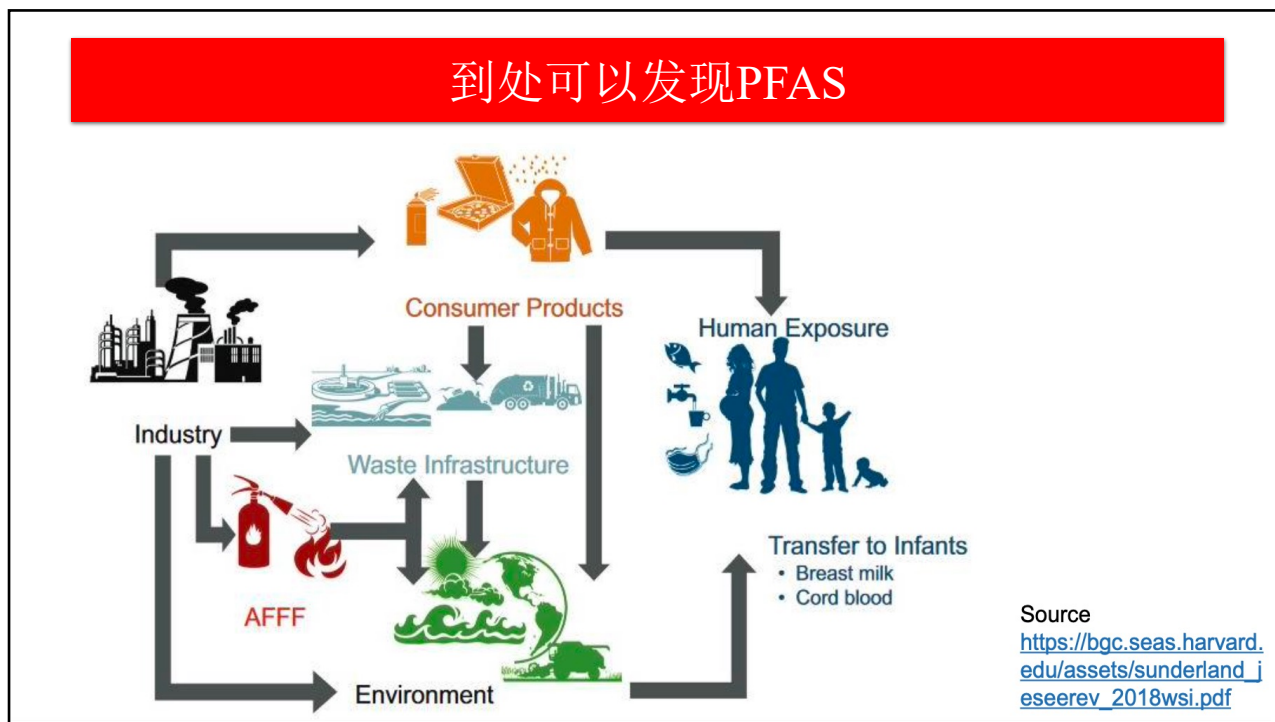 到处可以发现PFAS
Consumer Products
Human Exposure
Industry
Waste Infrastructure
AFFF
Transfer to Infants
• Breast milk
• Cord blood
Environment
Source
https://bgc.seas.harvard.
edu/assets/sunderland_j
eseerev_2018wsi.pdf